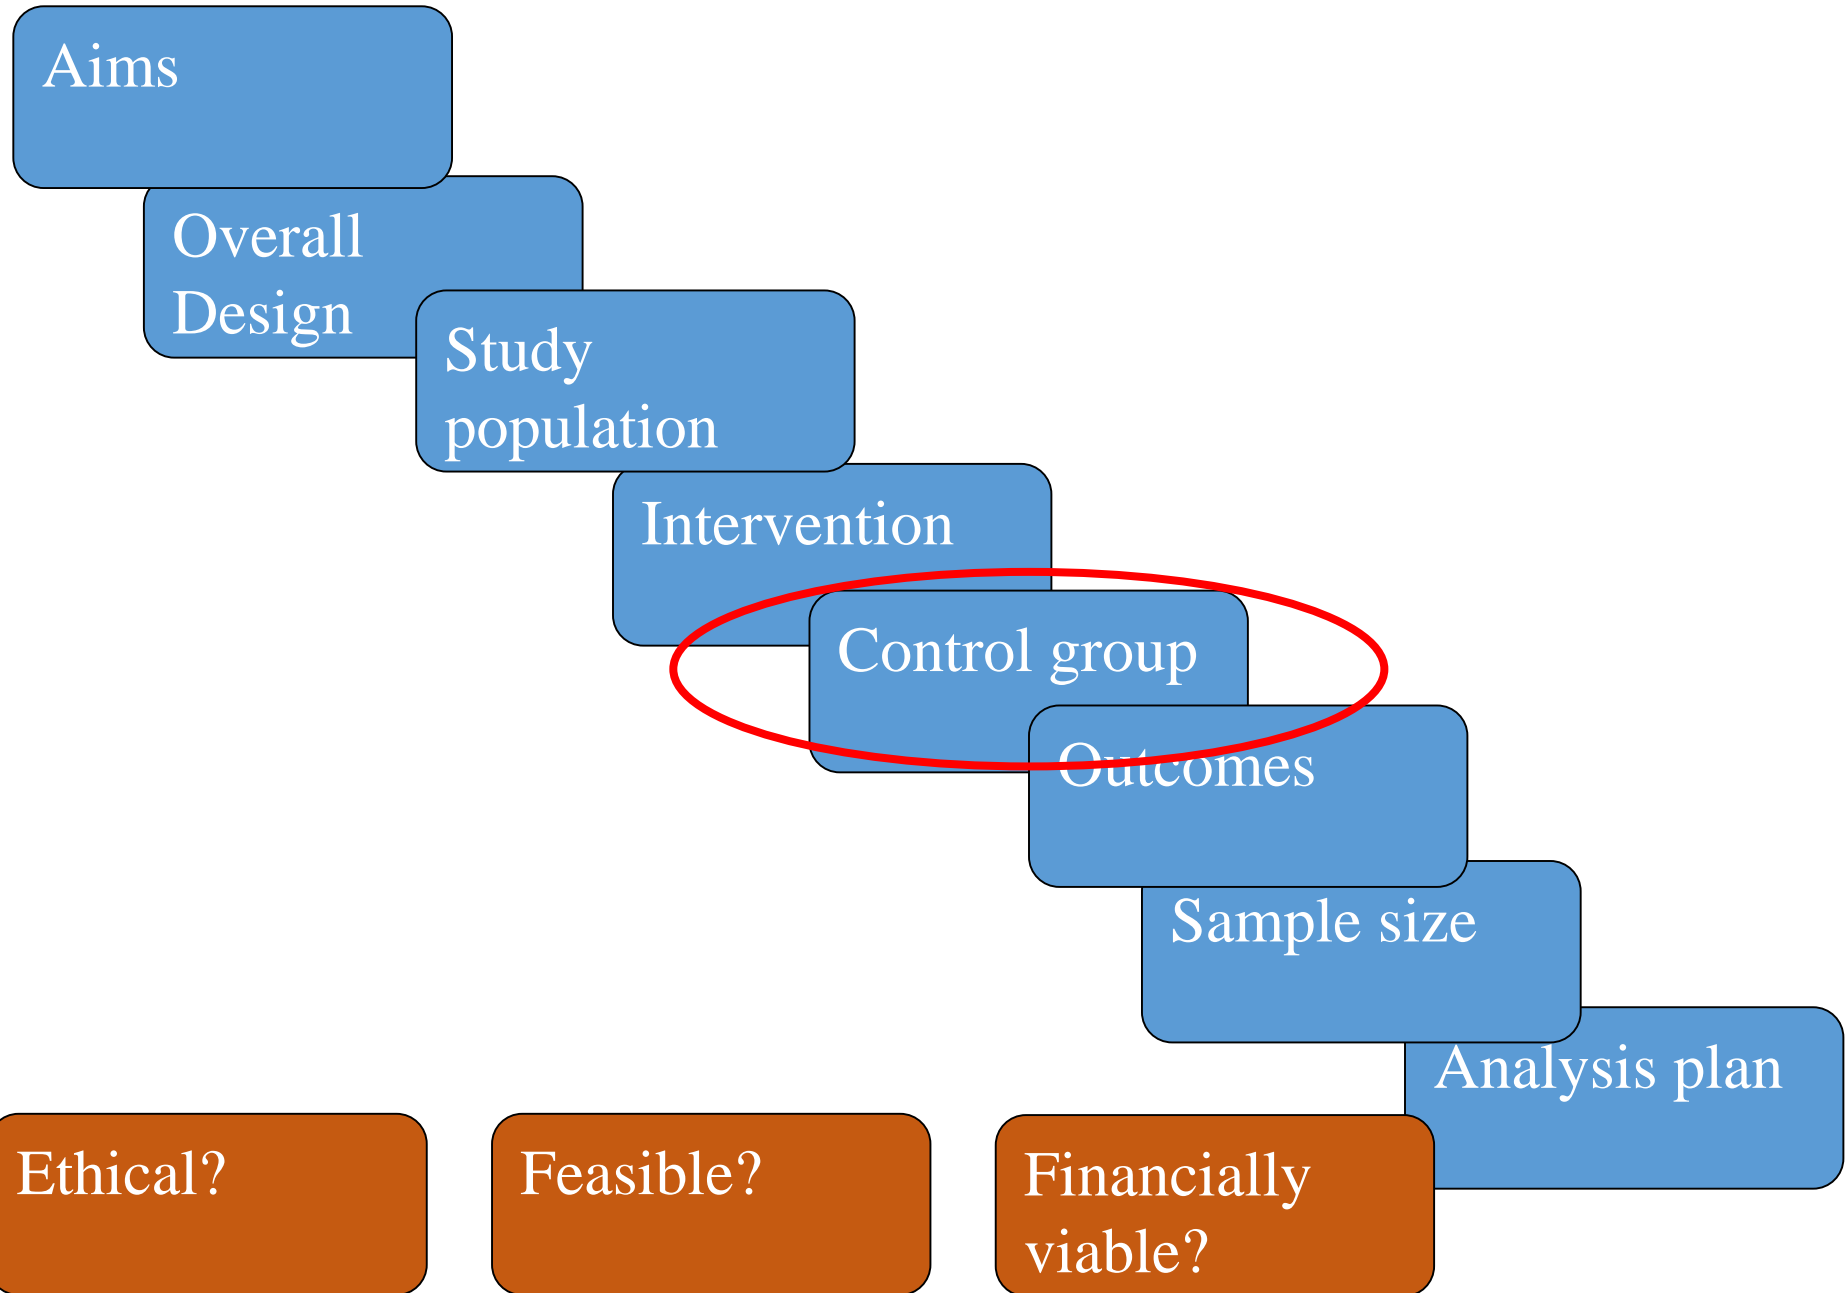 Aims
Overall
Design
Study
population
Intervention
Control group
Outcomes
Sample size
Analysis plan
Ethical?
Feasible?
Financially
viable?